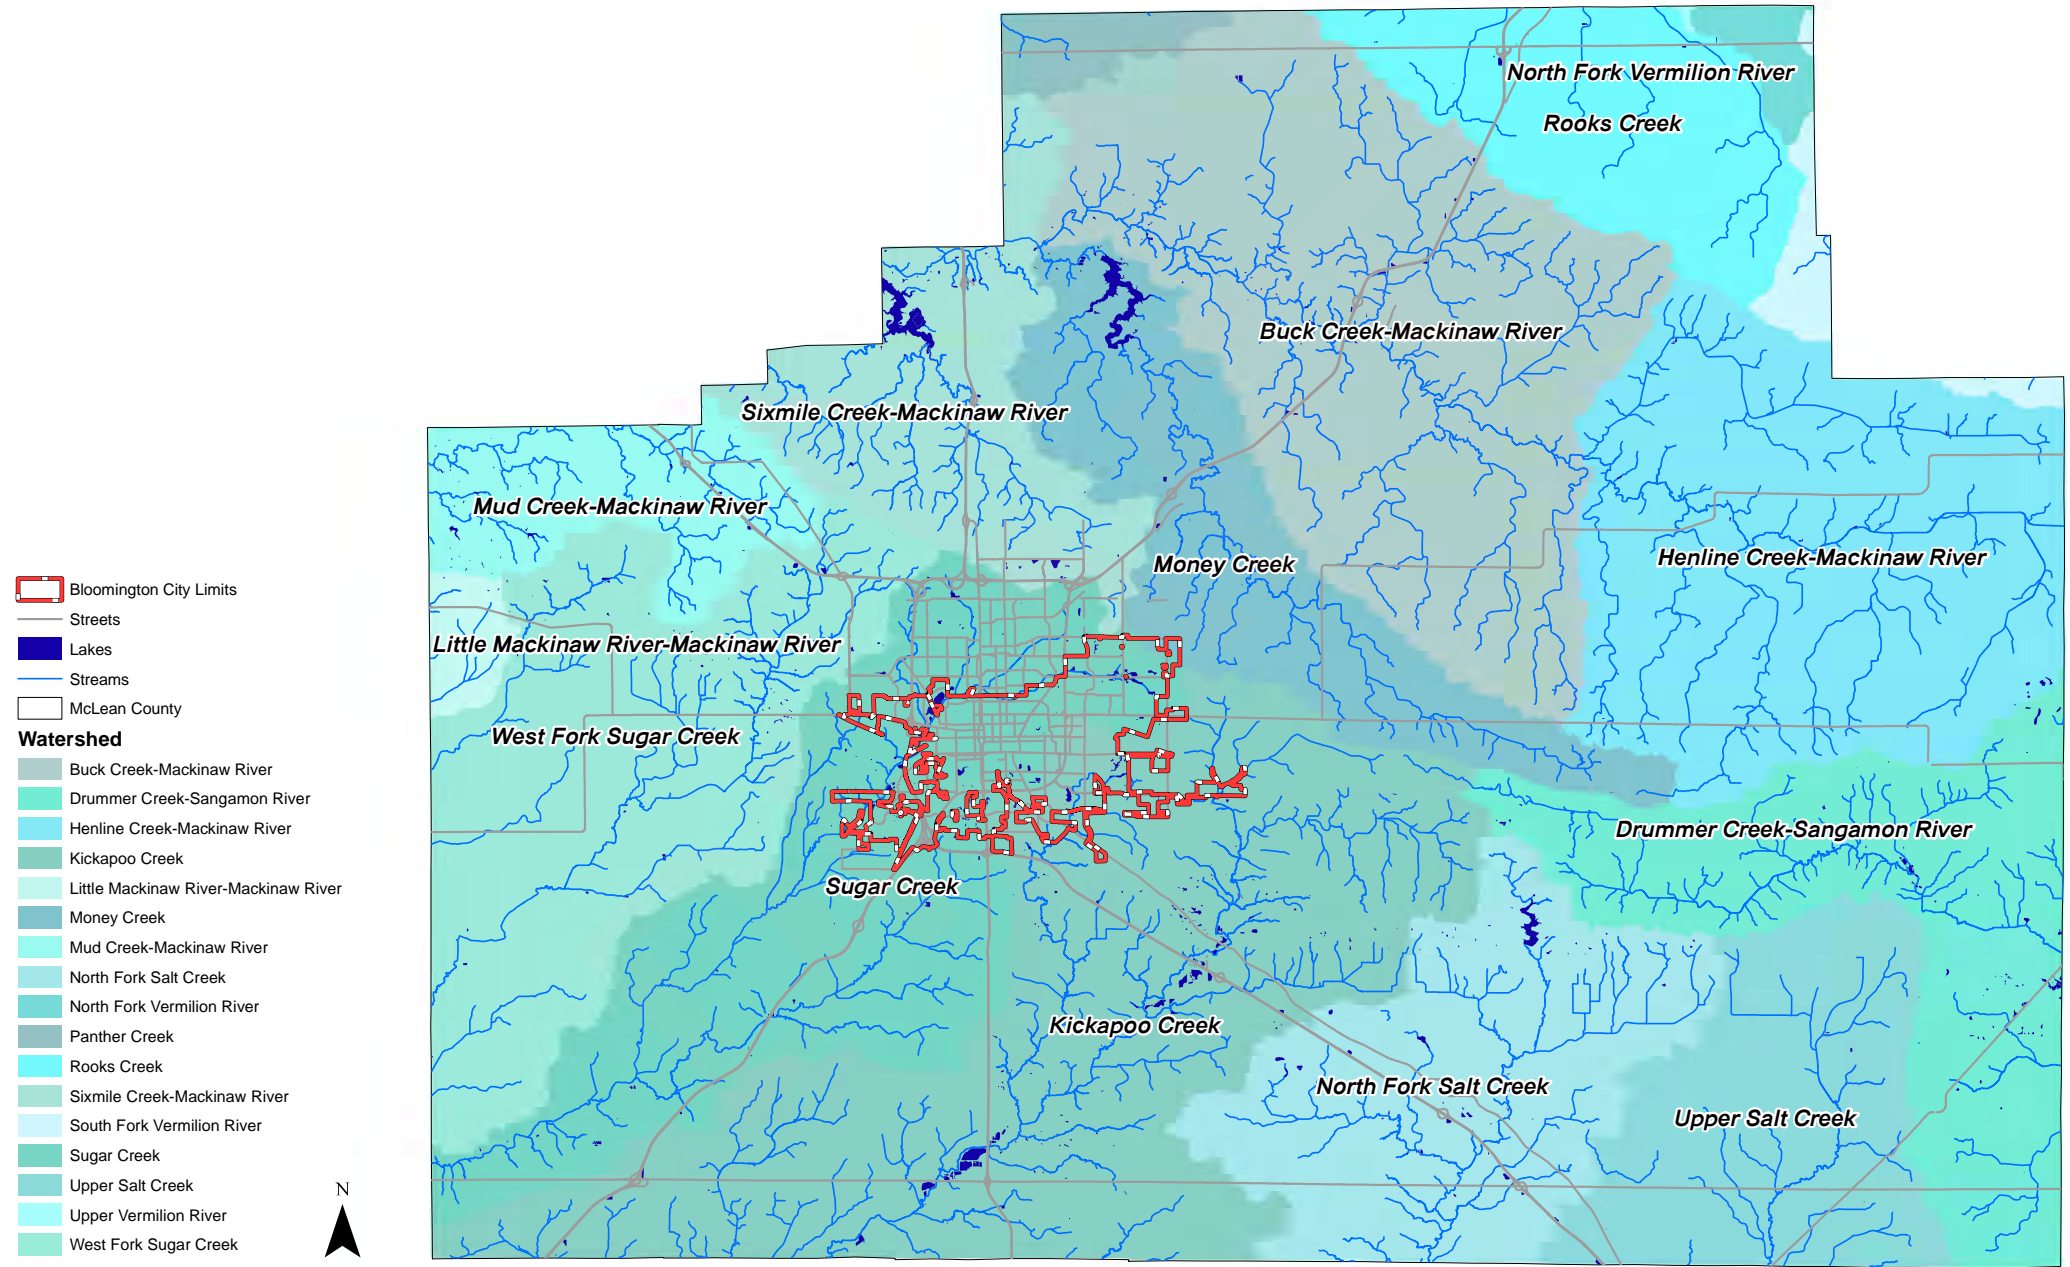 North Fork Vermilion River
Rooks Creek
Buck Creek-Mackinaw River
Sixmile Creek-Mackinaw River
Mud Creek-Mackinaw River
Money Creek
Henline Creek-Mackinaw River
Little Mackinaw River-Mackinaw River
West Fork Sugar Creek
Drummer Creek-Sangamon River
Sugar Creek
Kickapoo Creek
North Fork Salt Creek
Upper Salt Creek
Bloomington City Limits
Streets
Lakes
Streams
McLean County
Watershed
Buck Creek-Mackinaw River
Drummer Creek-Sangamon River
Henline Creek-Mackinaw River
Kickapoo Creek
Little Mackinaw River-Mackinaw River
Money Creek
Mud Creek-Mackinaw River
North Fork Salt Creek
North Fork Vermilion River
Panther Creek
Rooks Creek
Sixmile Creek-Mackinaw River
South Fork Vermilion River
Sugar Creek
Upper Salt Creek
Upper Vermilion River
West Fork Sugar Creek
N